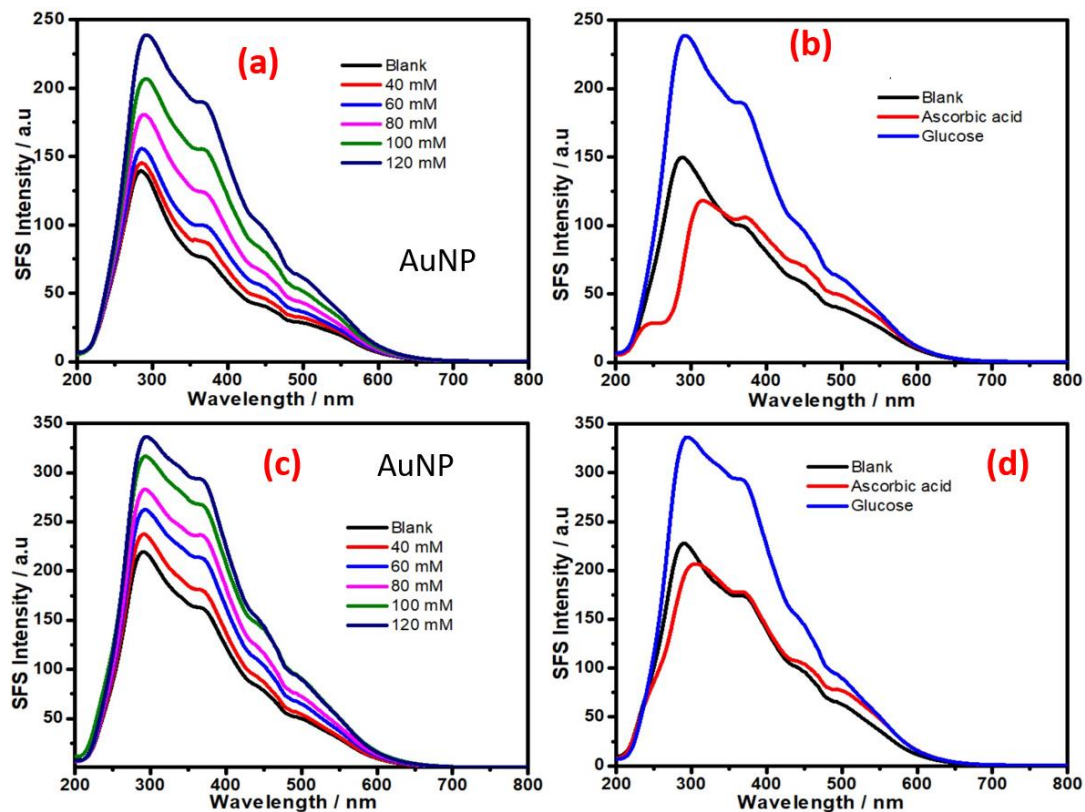 250
200
150
100
50
0
SFS Intensity / a.u
(a)
Blank
40 mM
60 mM
80 mM
100 mM
120 mM
AuNP
200 300 400 500 600 700 800
Wavelength / nm
250
200
150
100
50
0
SFS Intensity / a.u
(b)
Blank
Ascorbic acid
Glucose
200 300 400 500 600 700 800
Wavelength / nm
350
300
250
200
150
100
50
SFS Intensity / a.u
(c)
AuNP
Blank
40 mM
60 mM
80 mM
100 mM
120 mM
200 300 400 500 600 700 800
Wavelength / nm
350
300
250
200
150
100
50
0
SFS Intensity / a.u
(d)
Blank
Ascorbic acid
Glucose
200 300 400 500 600 700 800
Wavelength / nm